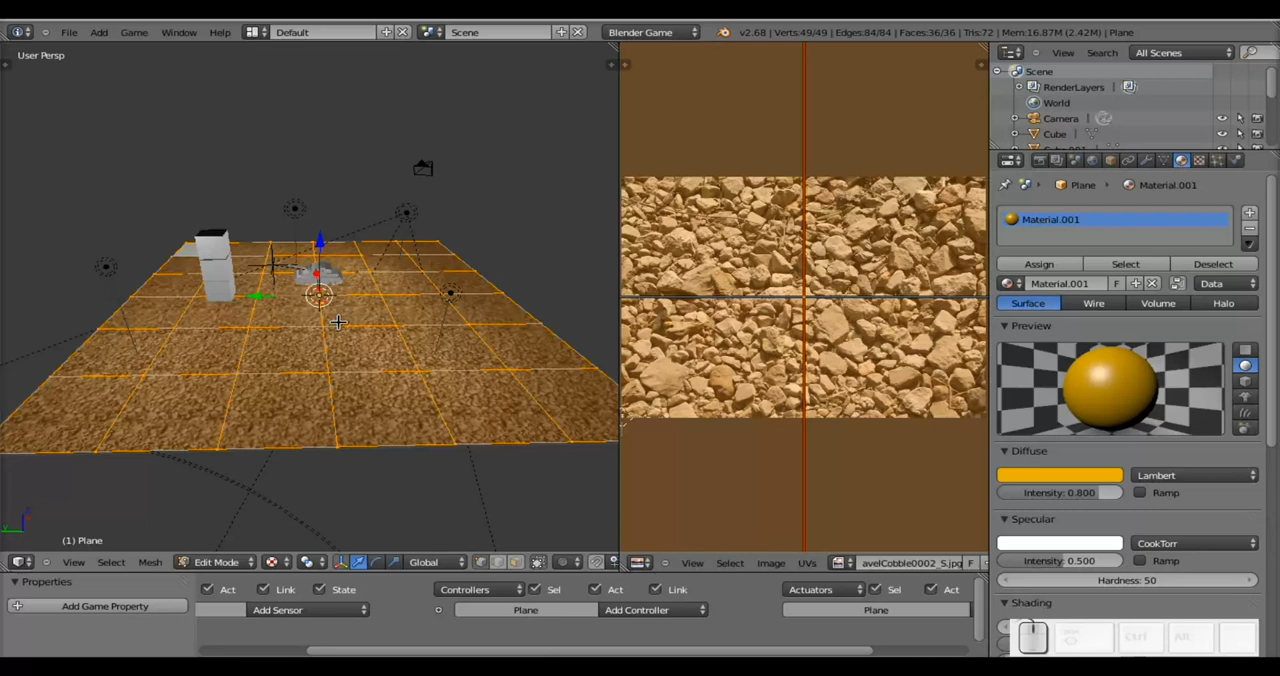 File Add Game Window Help Default Scene Blender Game v2.68 | Verts:49/49 | Edges:84/84 | Faces:36/36 | Tris:72 | Mem:16.87M (2.42M) | Plane
User Persp
View Search All Scenes
Scene
RenderLayers
World
Camera
Cube
Plane Material.001
Material.001
Assign Select Deselect
Material.001 F Data
Surface Wire Volume Halo
Preview
Diffuse
Lambert
Intensity: 0.800 Ramp
Specular
CookTorr
Intensity: 0.500 Ramp
Hardness: 50
Shading
(1) Plane
View Select Mesh Edit Mode Global
View Select Image UVs avelCobble0002_S.jpg F
Properties
Add Game Property
Act Link State
Add Sensor
Controllers Sel Act Link
Plane Add Controller
Actuators Sel Act
Plane
Ctrl Alt